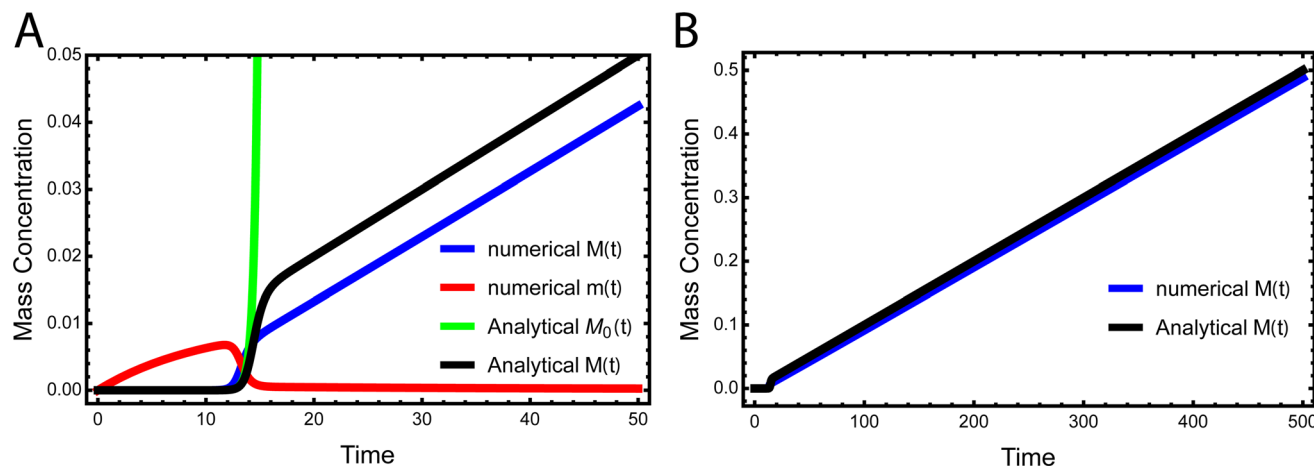 A
Mass Concentration
0.05
0.04
0.03
0.02
0.01
0.00
0
10
20
30
40
50
Time
numerical M(t)
numerical m(t)
Analytical M₀(t)
Analytical M(t)
B
Mass Concentration
0.5
0.4
0.3
0.2
0.1
0.0
0
100
200
300
400
500
Time
numerical M(t)
Analytical M(t)